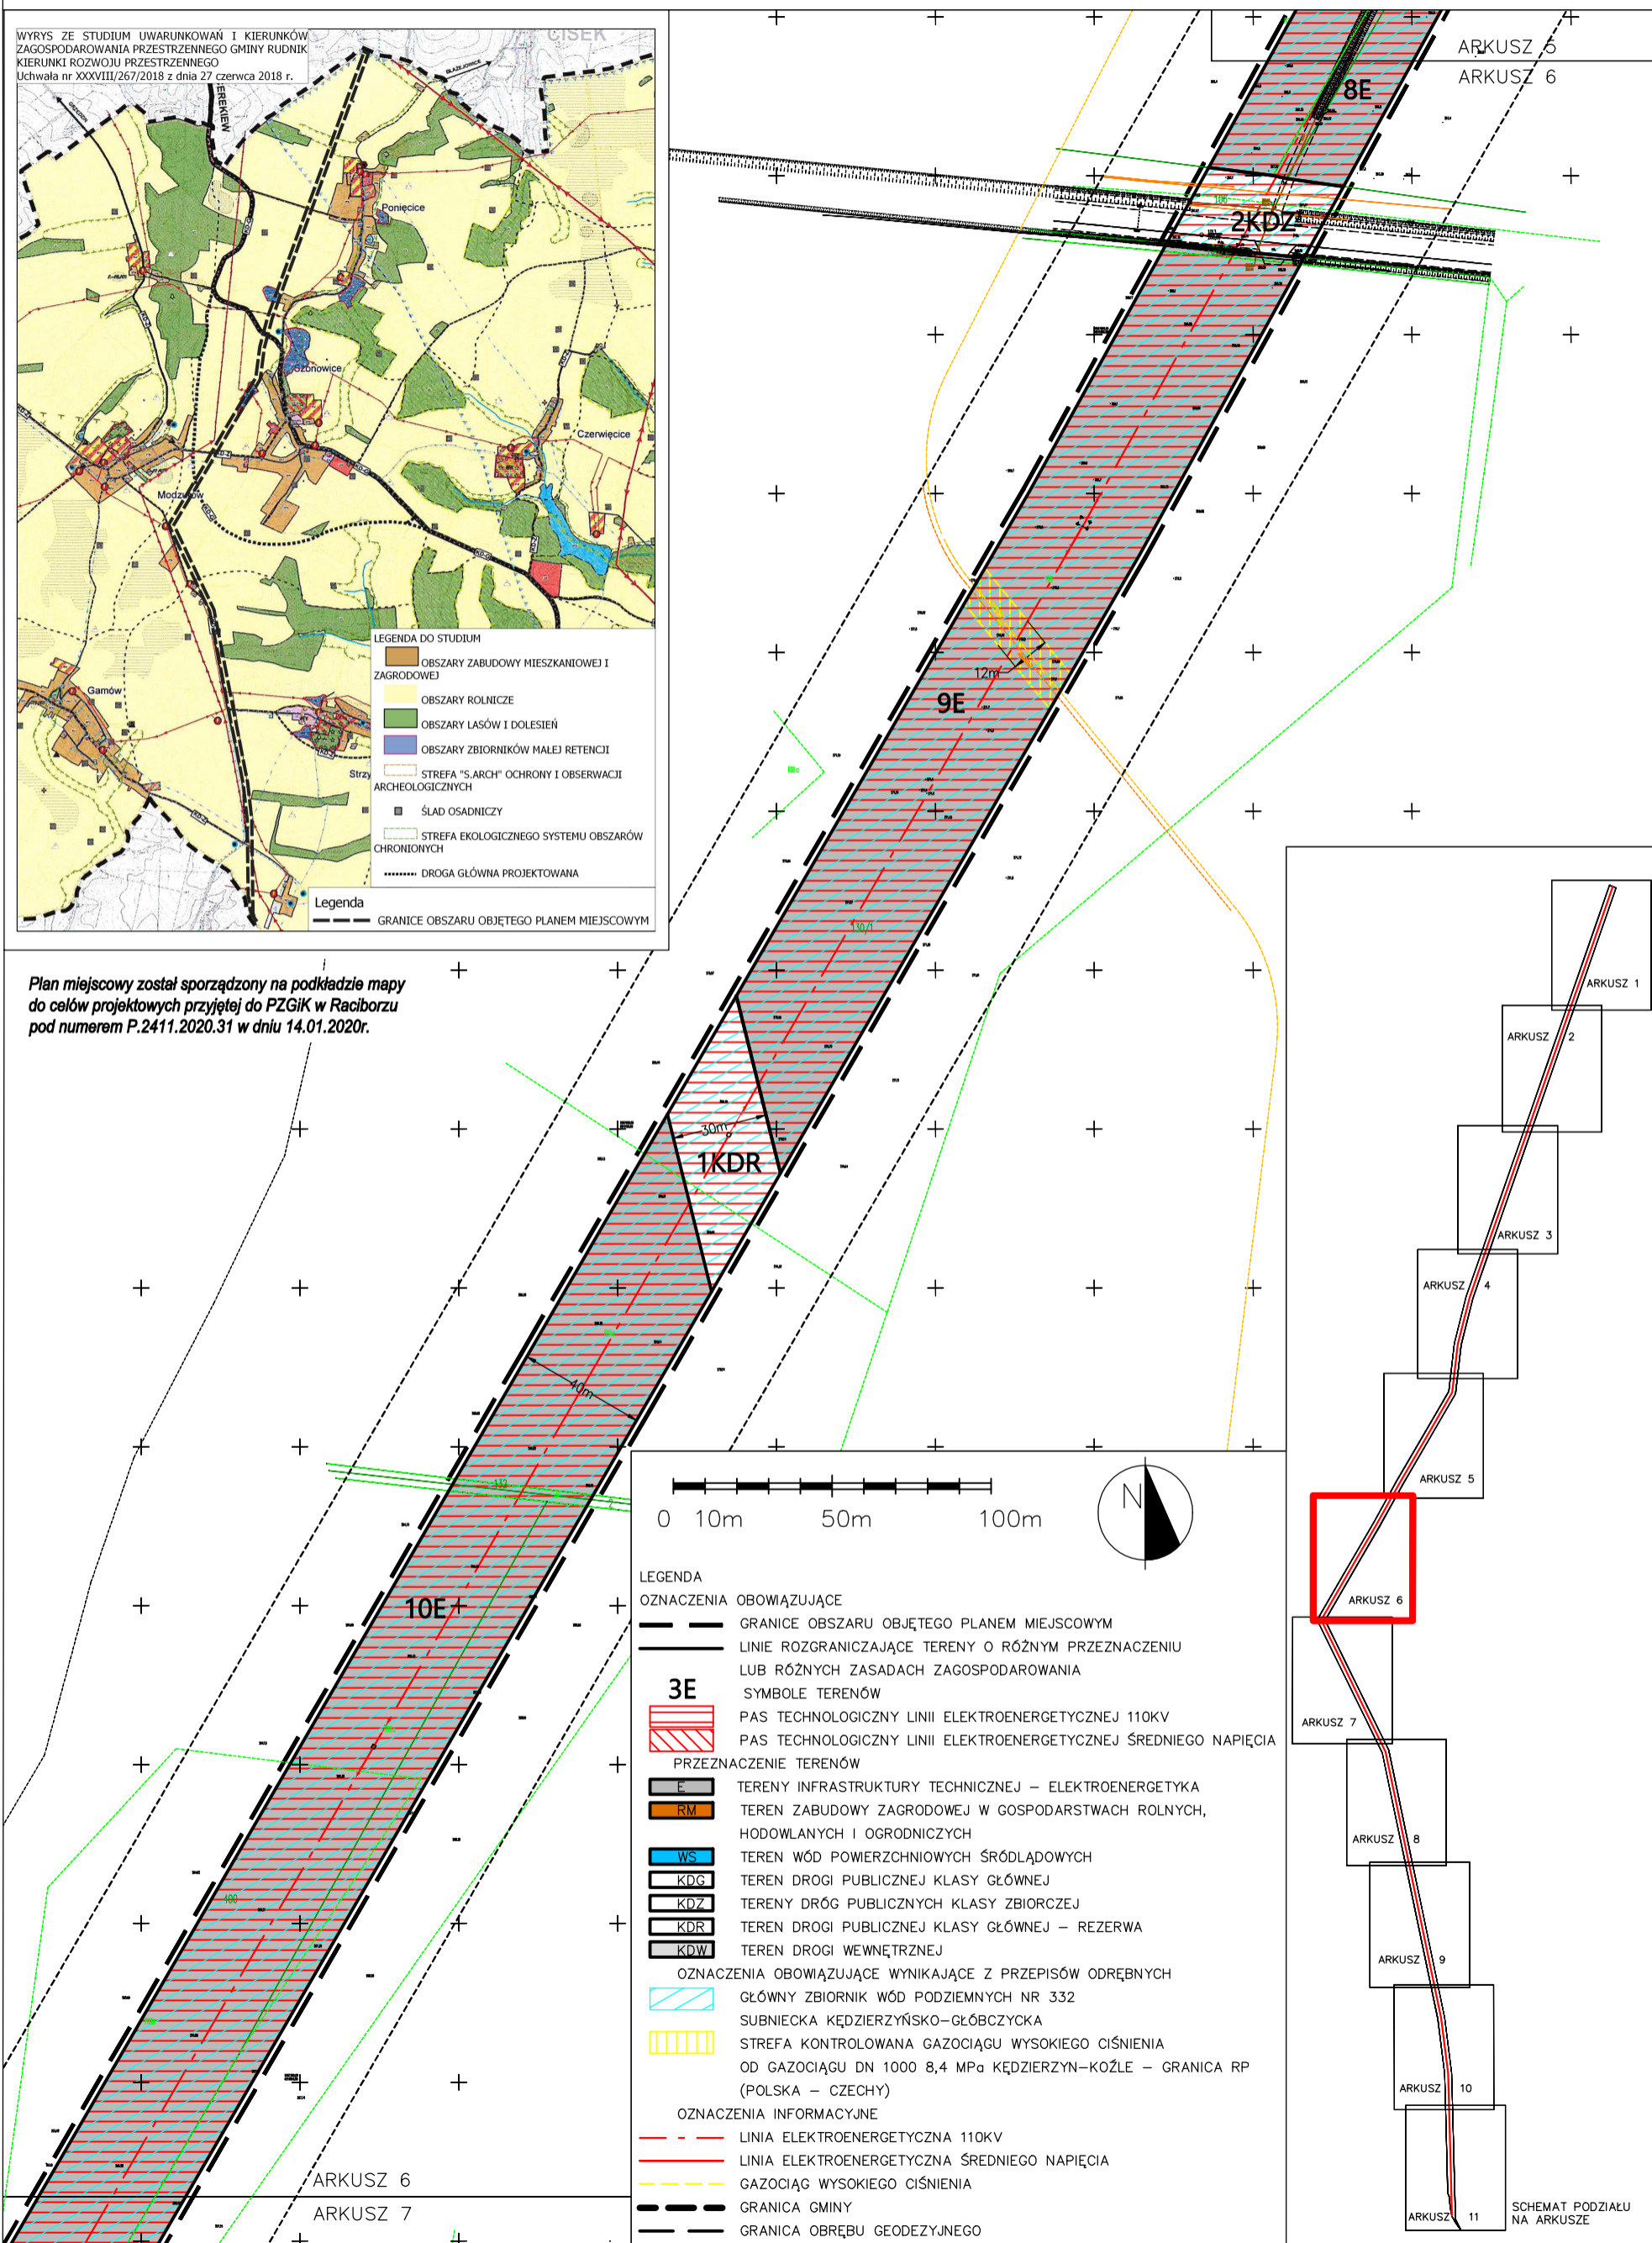 WYRYS ZE STUDIUM UWARUNKOWAŃ I KIERUNKÓW
ZAGOSPODAROWANIA PRZESTRZENNEGO GMINY RUDNIK
KIERUNKI ROZWOJU PRZESTRZENNEGO
Uchwała nr XXXVIII/267/2018 z dnia 27 czerwca 2018 r.
CISEK
BŁAŻEJOWICE
Ponięcice
Szonowice
Czerwięcice
Modzurów
Gamów
Strzy
LEGENDA DO STUDIUM
OBSZARY ZABUDOWY MIESZKANIOWEJ I
ZAGRODOWEJ
OBSZARY ROLNICZE
OBSZARY LASÓW I DOLESIEŃ
OBSZARY ZBIORNIKÓW MAŁEJ RETENCJI
STREFA "S.ARCH" OCHRONY I OBSERWACJI
ARCHEOLOGICZNYCH
ŚLAD OSADNICZY
STREFA EKOLOGICZNEGO SYSTEMU OBSZARÓW
CHRONIONYCH
DROGA GŁÓWNA PROJEKTOWANA
Legenda
GRANICE OBSZARU OBJĘTEGO PLANEM MIEJSCOWYM
Plan miejscowy został sporządzony na podkładzie mapy
do celów projektowych przyjętej do PZGiK w Raciborzu
pod numerem P.2411.2020.31 w dniu 14.01.2020r.
ARKUSZ 5
ARKUSZ 6
8E
2KDZ
12m
9E
130/1
30m
1KDR
40m
132
10E
400
ARKUSZ 6
ARKUSZ 7
0 10m 50m 100m
N
LEGENDA
OZNACZENIA OBOWIĄZUJĄCE
GRANICE OBSZARU OBJĘTEGO PLANEM MIEJSCOWYM
LINIE ROZGRANICZAJĄCE TERENY O RÓŻNYM PRZEZNACZENIU
LUB RÓŻNYCH ZASADACH ZAGOSPODAROWANIA
3E SYMBOLE TERENÓW
PAS TECHNOLOGICZNY LINII ELEKTROENERGETYCZNEJ 110KV
PAS TECHNOLOGICZNY LINII ELEKTROENERGETYCZNEJ ŚREDNIEGO NAPIĘCIA
PRZEZNACZENIE TERENÓW
E TERENY INFRASTRUKTURY TECHNICZNEJ – ELEKTROENERGETYKA
RM TEREN ZABUDOWY ZAGRODOWEJ W GOSPODARSTWACH ROLNYCH,
HODOWLANYCH I OGRODNICZYCH
WS TEREN WÓD POWIERZCHNIOWYCH ŚRÓDLĄDOWYCH
KDG TEREN DROGI PUBLICZNEJ KLASY GŁÓWNEJ
KDZ TERENY DRÓG PUBLICZNYCH KLASY ZBIORCZEJ
KDR TEREN DROGI PUBLICZNEJ KLASY GŁÓWNEJ – REZERWA
KDW TEREN DROGI WEWNĘTRZNEJ
OZNACZENIA OBOWIĄZUJĄCE WYNIKAJĄCE Z PRZEPISÓW ODRĘBNYCH
GŁÓWNY ZBIORNIK WÓD PODZIEMNYCH NR 332
SUBNIECKA KĘDZIERZYŃSKO–GŁÓBCZYCKA
STREFA KONTROLOWANA GAZOCIĄGU WYSOKIEGO CIŚNIENIA
OD GAZOCIĄGU DN 1000 8,4 MPa KĘDZIERZYN–KOŹLE – GRANICA RP
(POLSKA – CZECHY)
OZNACZENIA INFORMACYJNE
LINIA ELEKTROENERGETYCZNA 110KV
LINIA ELEKTROENERGETYCZNA ŚREDNIEGO NAPIĘCIA
GAZOCIĄG WYSOKIEGO CIŚNIENIA
GRANICA GMINY
GRANICA OBRĘBU GEODEZYJNEGO
ARKUSZ 1
ARKUSZ 2
ARKUSZ 3
ARKUSZ 4
ARKUSZ 5
ARKUSZ 6
ARKUSZ 7
ARKUSZ 8
ARKUSZ 9
ARKUSZ 10
ARKUSZ 11
SCHEMAT PODZIAŁU
NA ARKUSZE